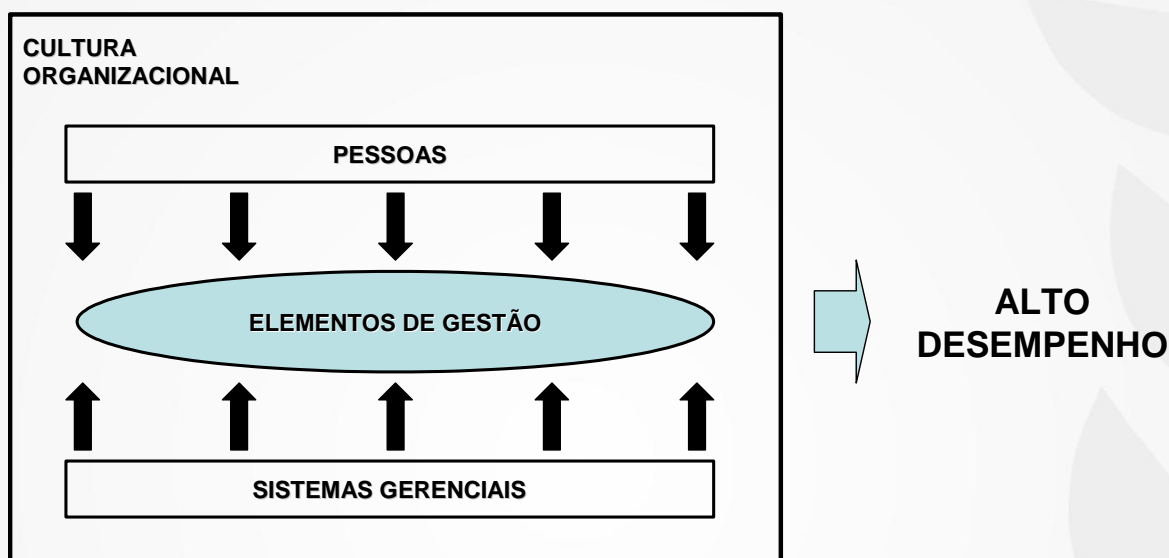 CULTURA
ORGANIZACIONAL
PESSOAS
ELEMENTOS DE GESTÃO
ALTO
DESEMPENHO
SISTEMAS GERENCIAIS